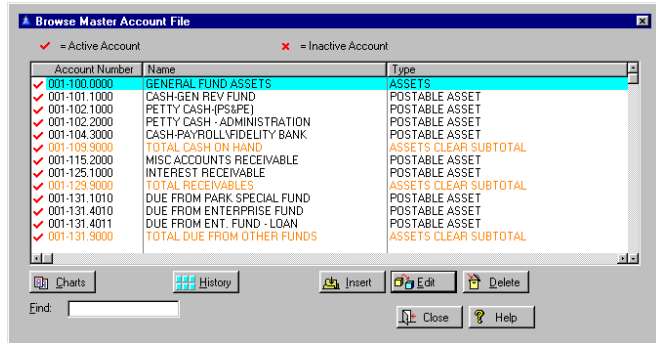 Browse Master Account File
= Active Account = Inactive Account
Account Number Name Type
001-100.0000 GENERAL FUND ASSETS ASSETS
001-101.1000 CASH-GEN REV FUND POSTABLE ASSET
001-102.1000 PETTY CASH-(PS&PE) POSTABLE ASSET
001-102.2000 PETTY CASH - ADMINISTRATION POSTABLE ASSET
001-104.3000 CASH-PAYROLL\FIDELITY BANK POSTABLE ASSET
001-109.9000 TOTAL CASH ON HAND ASSETS CLEAR SUBTOTAL
001-115.2000 MISC ACCOUNTS RECEIVABLE POSTABLE ASSET
001-125.1000 INTEREST RECEIVABLE POSTABLE ASSET
001-129.9000 TOTAL RECEIVABLES ASSETS CLEAR SUBTOTAL
001-131.1010 DUE FROM PARK SPECIAL FUND POSTABLE ASSET
001-131.4010 DUE FROM ENTERPRISE FUND POSTABLE ASSET
001-131.4011 DUE FROM ENT. FUND - LOAN POSTABLE ASSET
001-131.9000 TOTAL DUE FROM OTHER FUNDS ASSETS CLEAR SUBTOTAL
Charts History Insert Edit Delete
Find:
Close Help